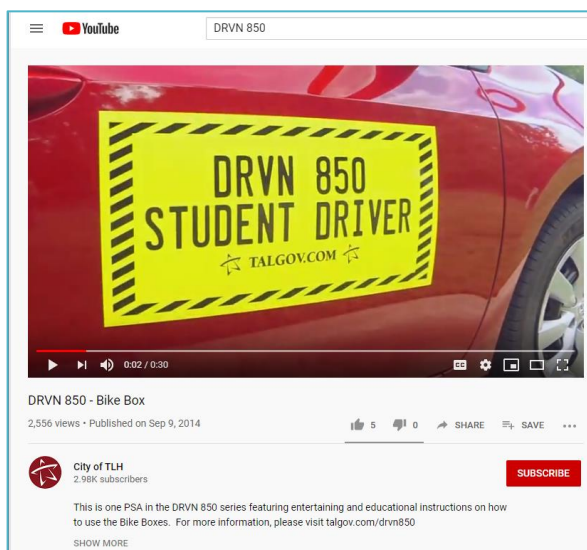 YouTube
DRVN 850
DRVN 850
STUDENT DRIVER
TALGOV.COM
0:02 / 0:30
CC
DRVN 850 - Bike Box
2,556 views • Published on Sep 9, 2014
5 0 SHARE SAVE
City of TLH
2.98K subscribers
SUBSCRIBE
This is one PSA in the DRVN 850 series featuring entertaining and educational instructions on how
to use the Bike Boxes. For more information, please visit talgov.com/drvn850
SHOW MORE